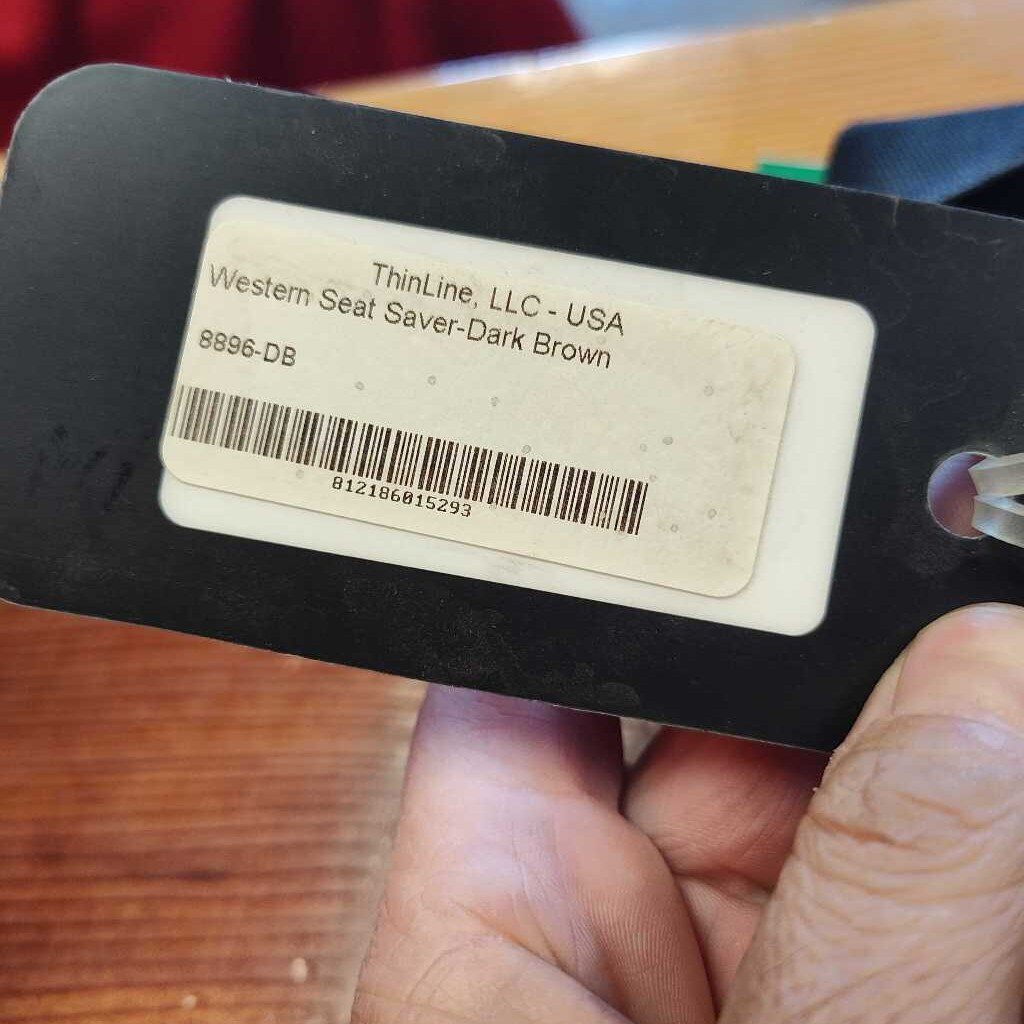 ThinLine, LLC - USA
Western Seat Saver-Dark Brown
8896-DB
812186015293